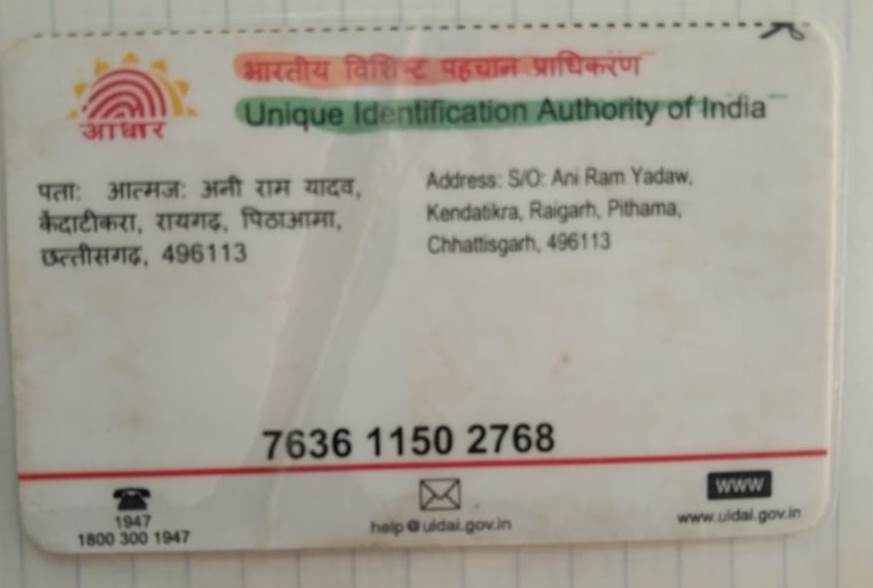 भारतीय विशिष्ट पहचान प्राधिकरण
Unique Identification Authority of India
आधार
पता: आत्मज: अनी राम यादव,
केंदाटीकरा, रायगढ़, पिठाआमा,
छत्तीसगढ़, 496113
Address: S/O: Ani Ram Yadaw,
Kendatikra, Raigarh, Pithama,
Chhattisgarh, 496113
7636 1150 2768
1947
1800 300 1947
help@uidai.gov.in
www
www.uidai.gov.in